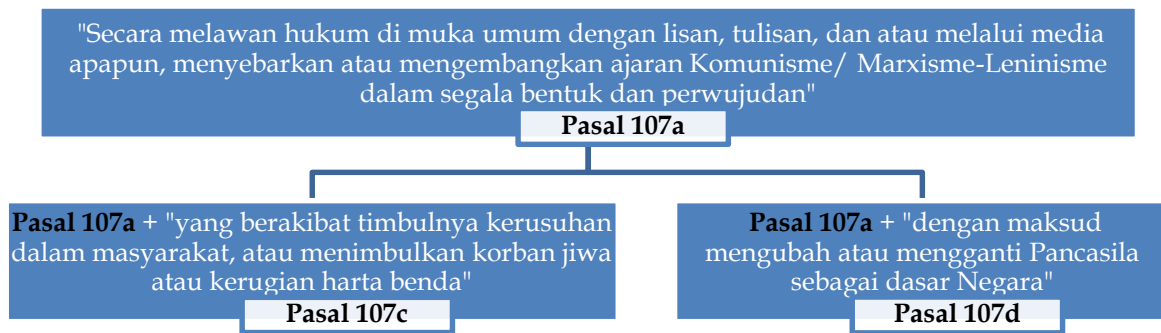 "Secara melawan hukum di muka umum dengan lisan, tulisan, dan atau melalui media
apapun, menyebarkan atau mengembangkan ajaran Komunisme/ Marxisme-Leninisme
dalam segala bentuk dan perwujudan"
Pasal 107a
Pasal 107a + "yang berakibat timbulnya kerusuhan
dalam masyarakat, atau menimbulkan korban jiwa
atau kerugian harta benda"
Pasal 107c
Pasal 107a + "dengan maksud
mengubah atau mengganti Pancasila
sebagai dasar Negara"
Pasal 107d